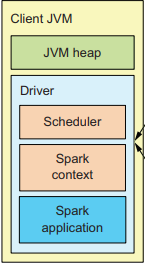 Client JVM
JVM heap
Driver
Scheduler
Spark
context
Spark
application